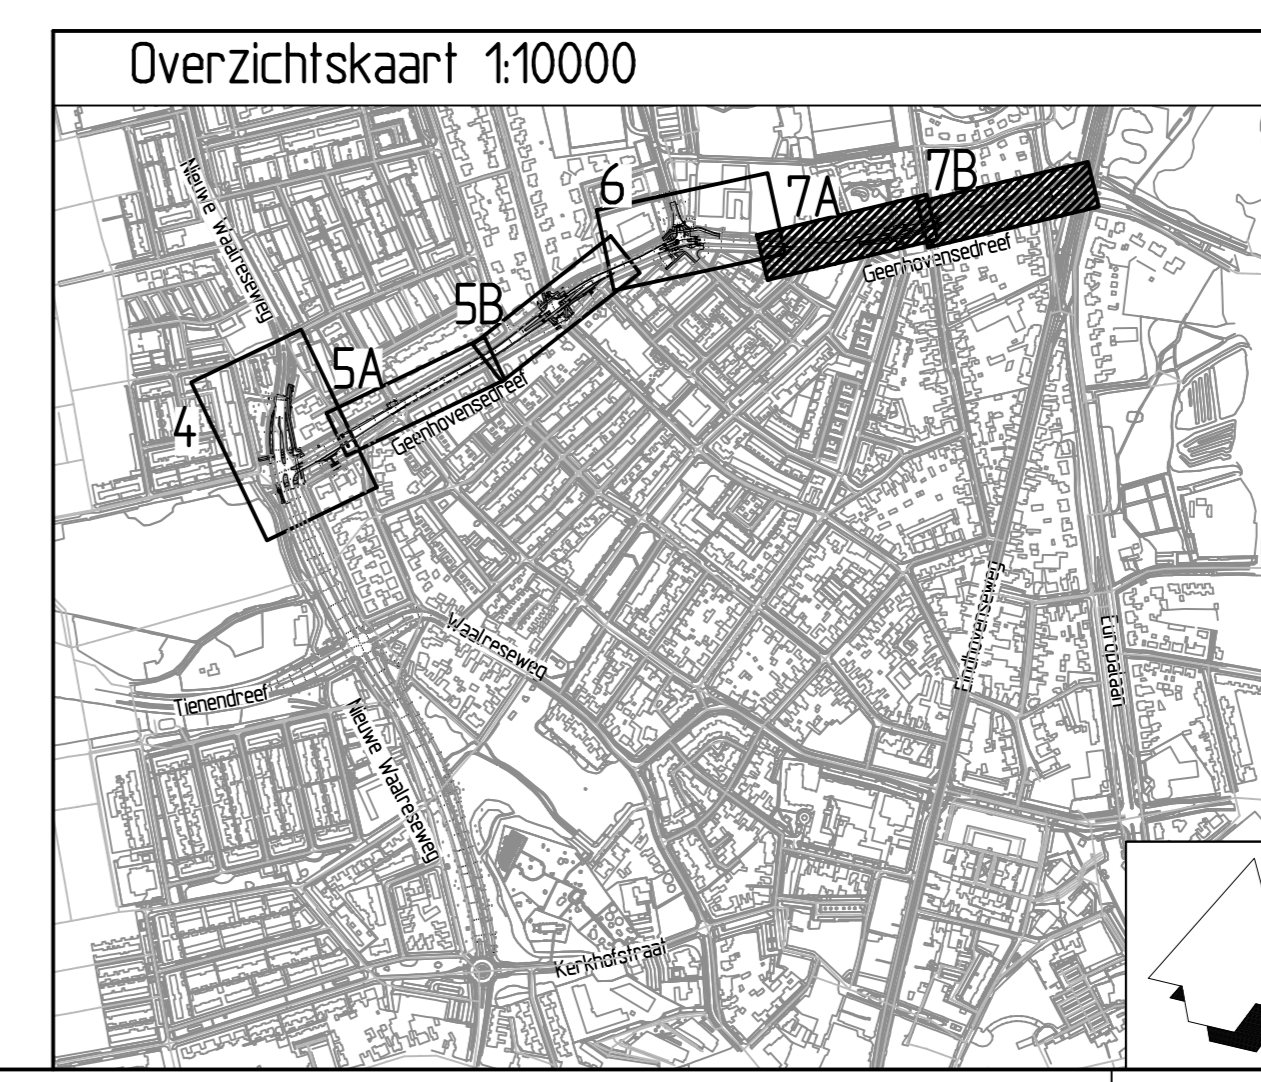 Overzichtskaart 1:10000
Nieuwe Waalreseweg
6
7A
7B
Geenhovensedreef
5B
5A
4
Geenhovensedreef
Waalreseweg
Eindhovenseweg
Europalaan
Tienendreef
Nieuwe Waalreseweg
Kerkhofstraat